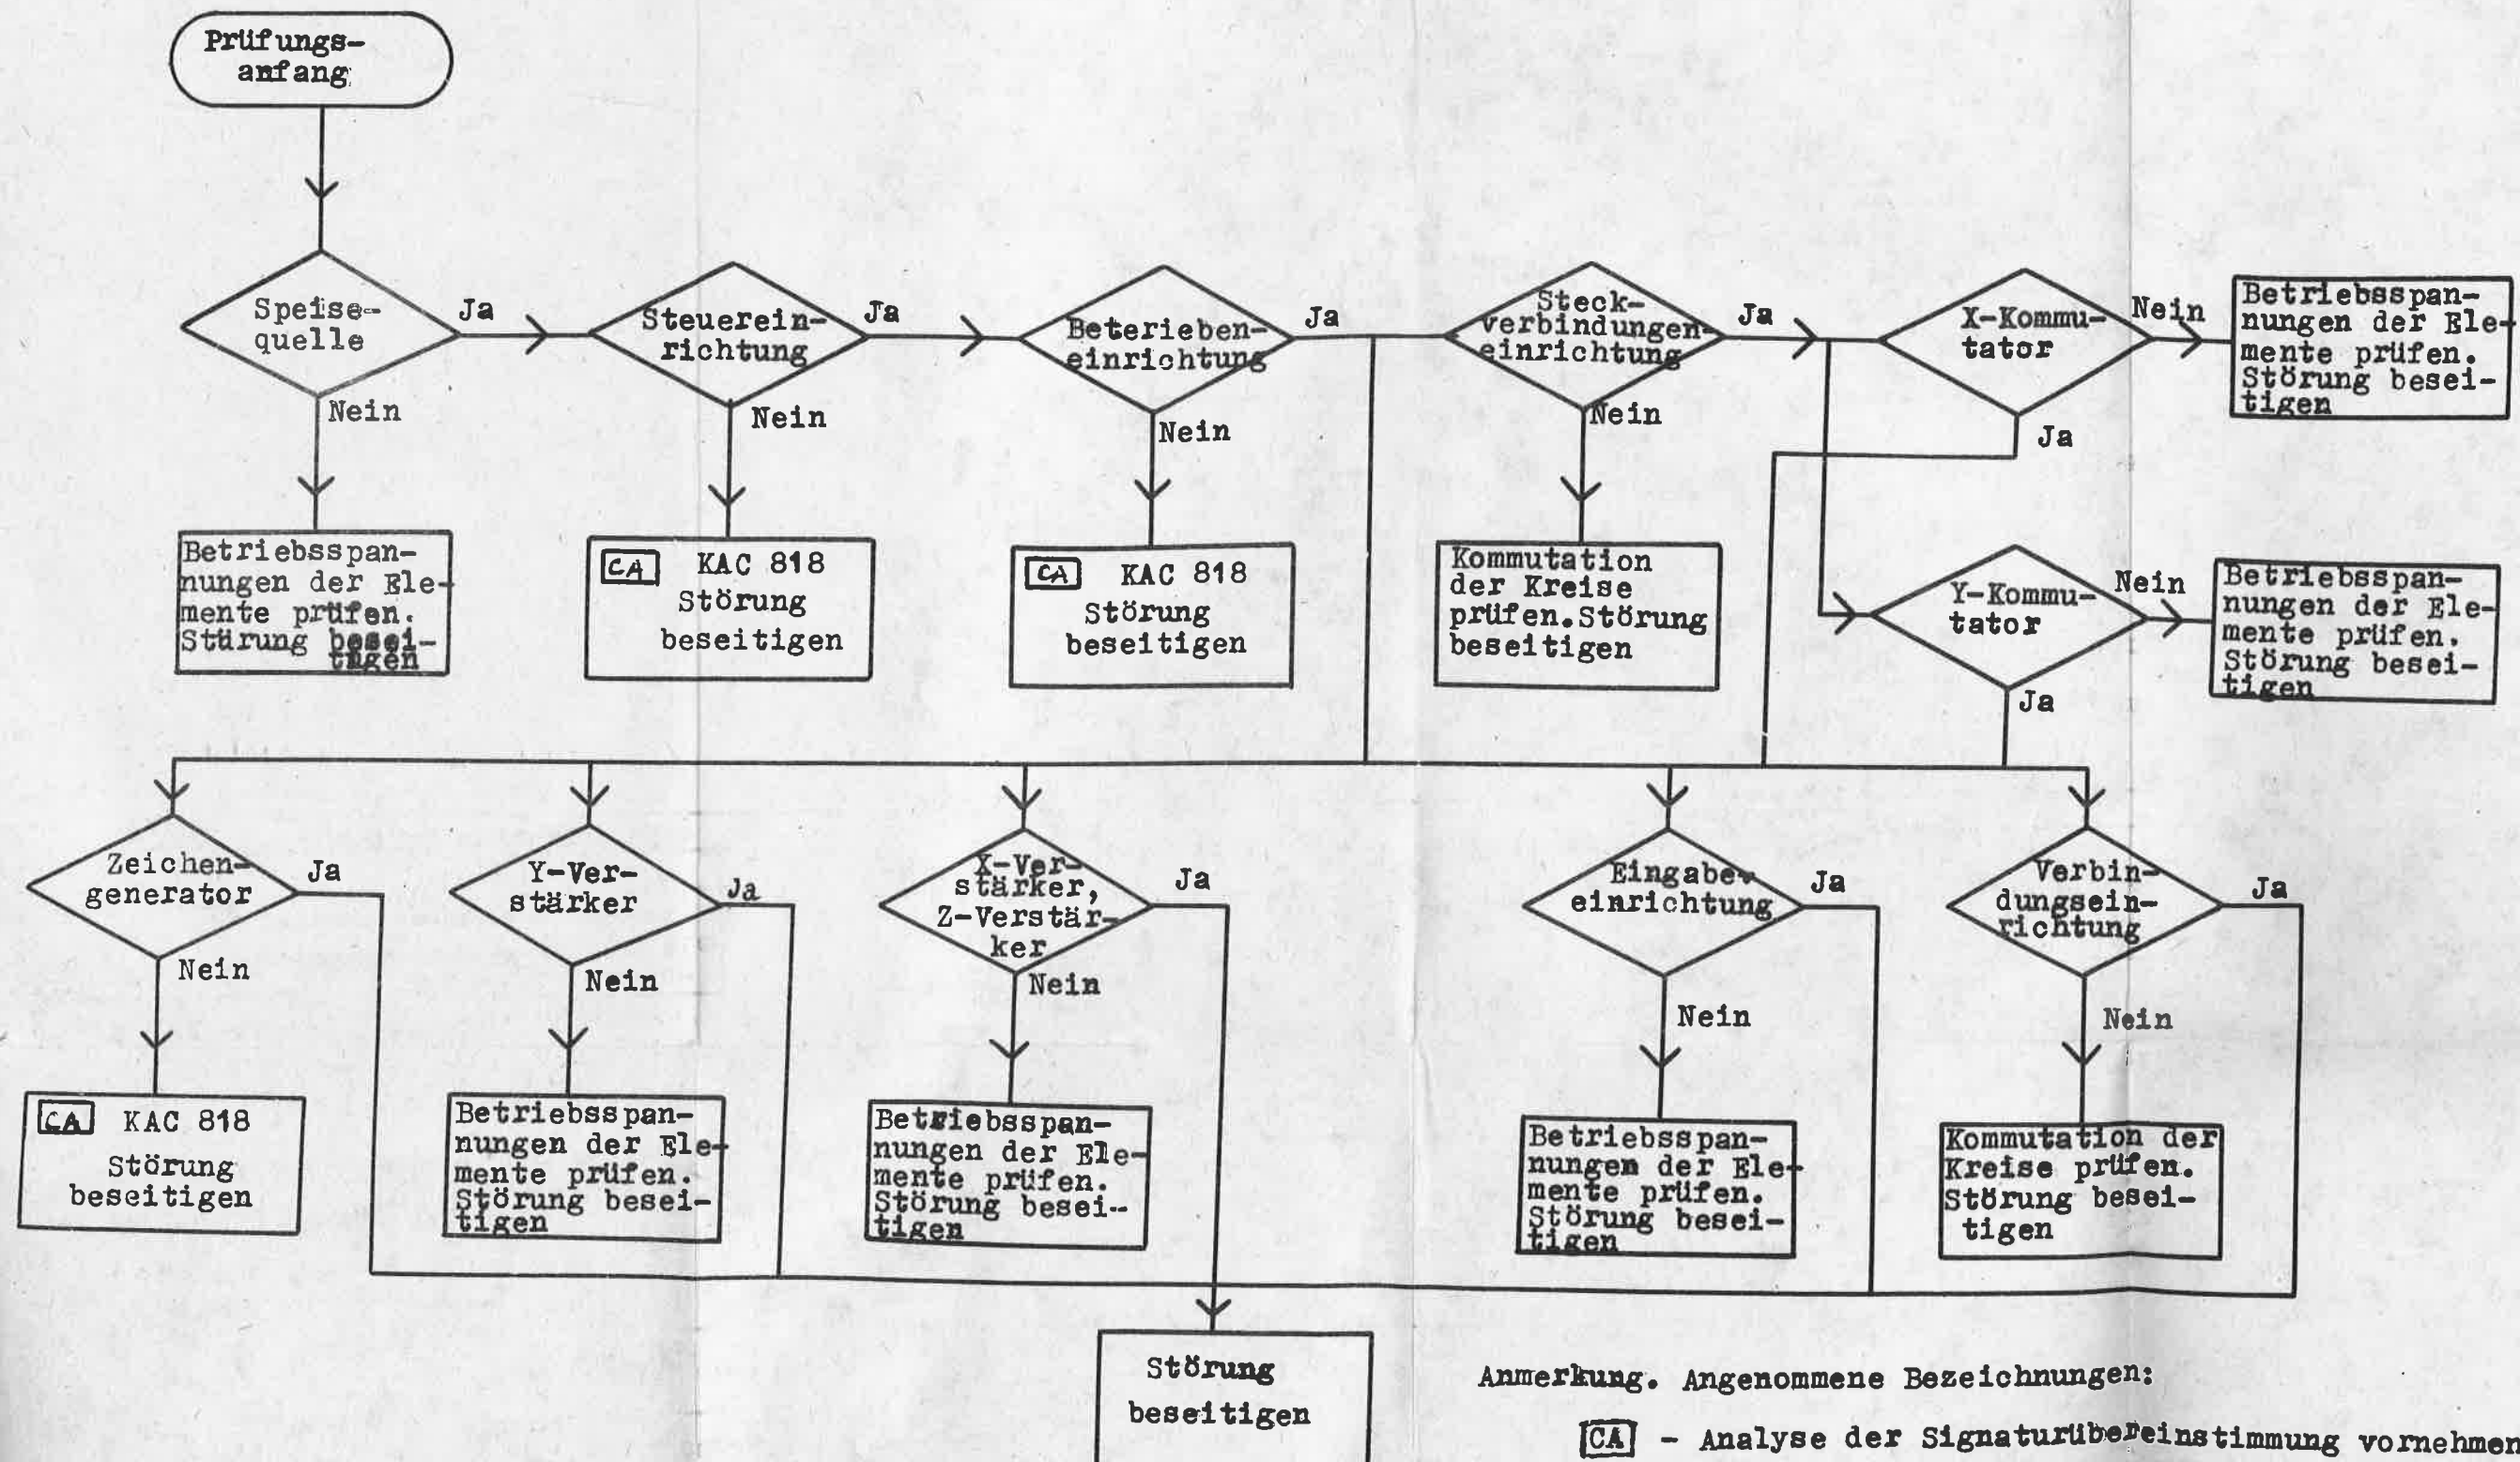 Prüfungs-
anfang
Speise-
quelle
Ja
Nein
Steuerein-
richtung
Ja
Nein
Beterieben-
einrichtung
Ja
Nein
Steck-
verbindungen-
einrichtung
Ja
Nein
X-Kommu-
tator
Nein
Ja
Betriebsspan-
nungen der Ele-
mente prüfen.
Störung besei-
tigen
Betriebsspan-
nungen der Ele-
mente prüfen.
Störung besei-
tigen
CA KAC 818
Störung
beseitigen
CA KAC 818
Störung
beseitigen
Kommutation
der Kreise
prüfen.Störung
beseitigen
Y-Kommu-
tator
Nein
Ja
Betriebsspan-
nungen der Ele-
mente prüfen.
Störung besei-
tigen
Zeichen-
generator
Ja
Nein
Y-Ver-
stärker
Ja
Nein
X-Ver-
stärker,
Z-Verstär-
ker
Ja
Nein
Eingabe-
einrichtung
Ja
Nein
Verbin-
dungsein-
richtung
Ja
Nein
CA KAC 818
Störung
beseitigen
Betriebsspan-
nungen der Ele-
mente prüfen.
Störung besei-
tigen
Betriebsspan-
nungen der Ele-
mente prüfen.
Störung besei-
tigen
Betriebsspan-
nungen der Ele-
mente prüfen.
Störung besei-
tigen
Kommutation der
Kreise prüfen.
Störung besei-
tigen
Störung
beseitigen
Anmerkung. Angenommene Bezeichnungen:
CA - Analyse der Signaturübereinstimmung vornehmen